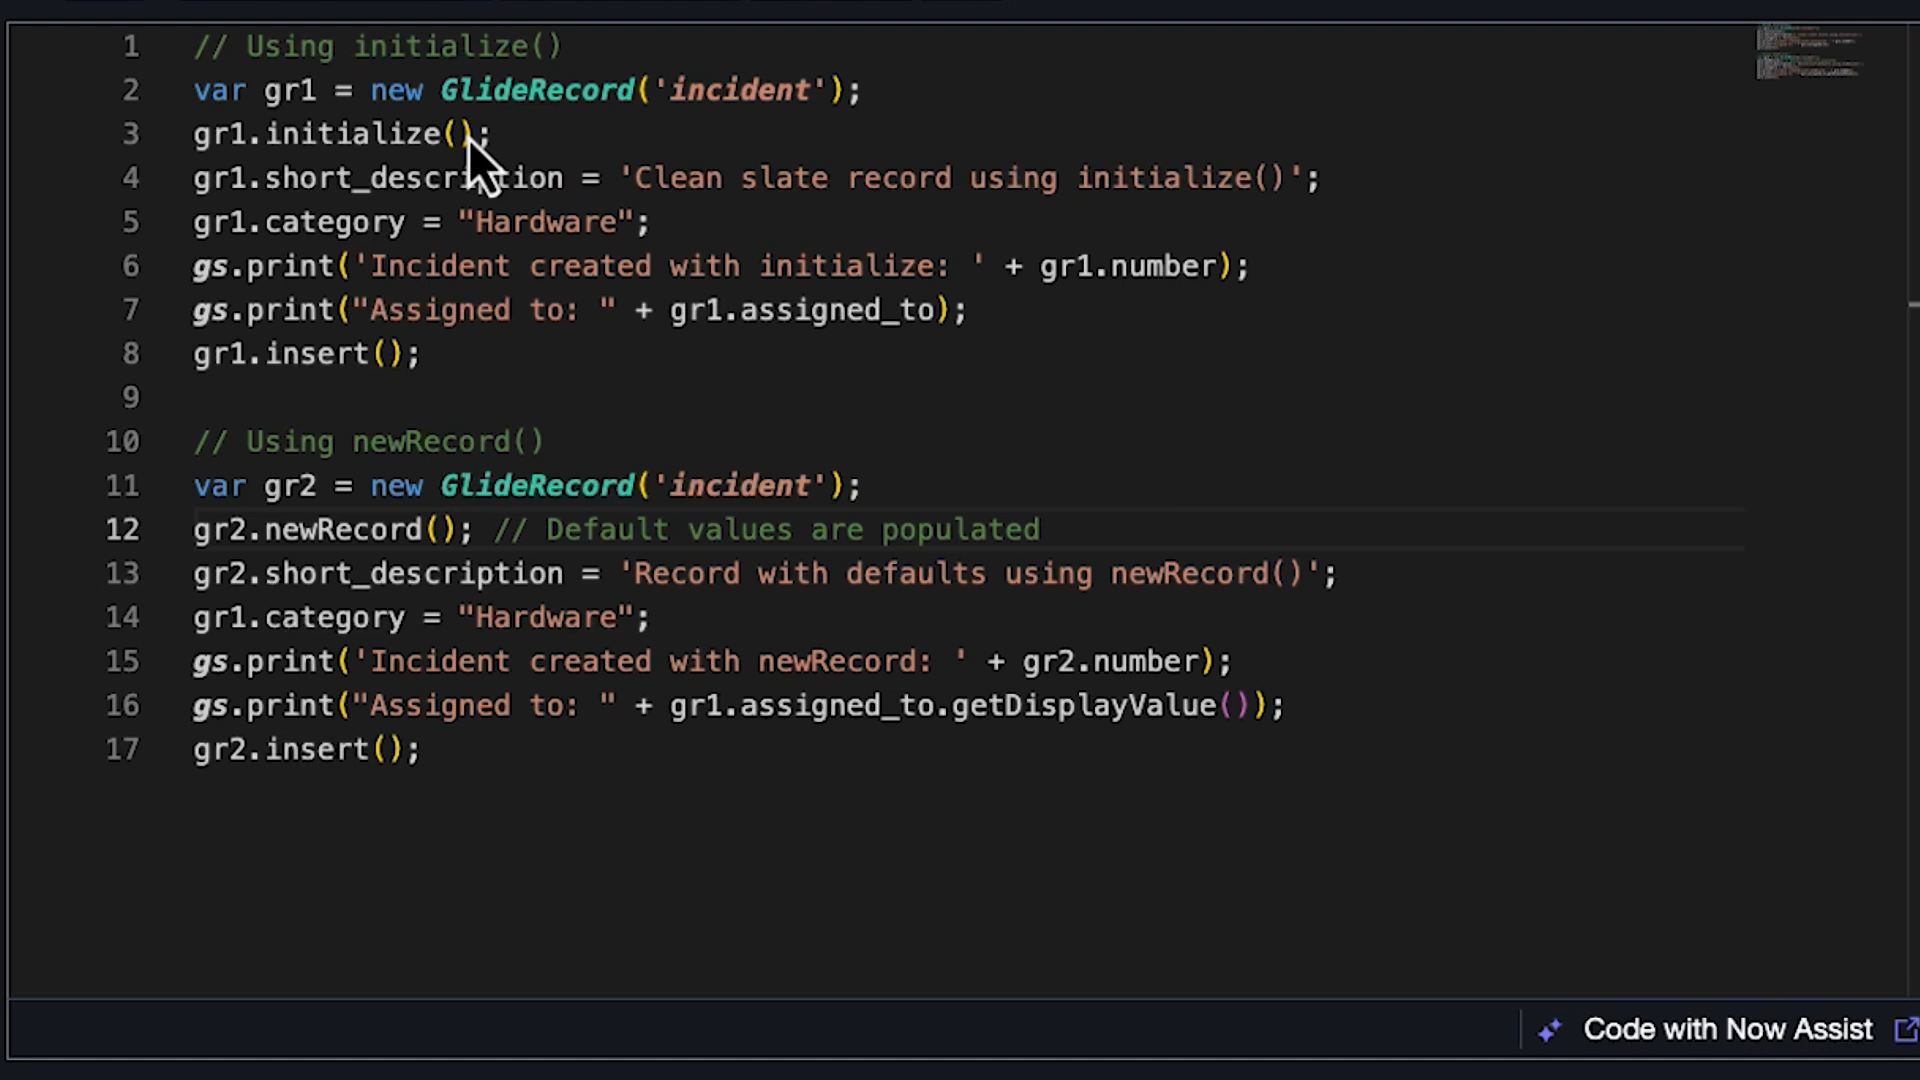 1 // Using initialize()
2 var gr1 = new GlideRecord('incident');
3 gr1.initialize();
4 gr1.short_description = 'Clean slate record using initialize()';
5 gr1.category = "Hardware";
6 gs.print('Incident created with initialize: ' + gr1.number);
7 gs.print("Assigned to: " + gr1.assigned_to);
8 gr1.insert();
9
10 // Using newRecord()
11 var gr2 = new GlideRecord('incident');
12 gr2.newRecord(); // Default values are populated
13 gr2.short_description = 'Record with defaults using newRecord()';
14 gr1.category = "Hardware";
15 gs.print('Incident created with newRecord: ' + gr2.number);
16 gs.print("Assigned to: " + gr1.assigned_to.getDisplayValue());
17 gr2.insert();
Code with Now Assist